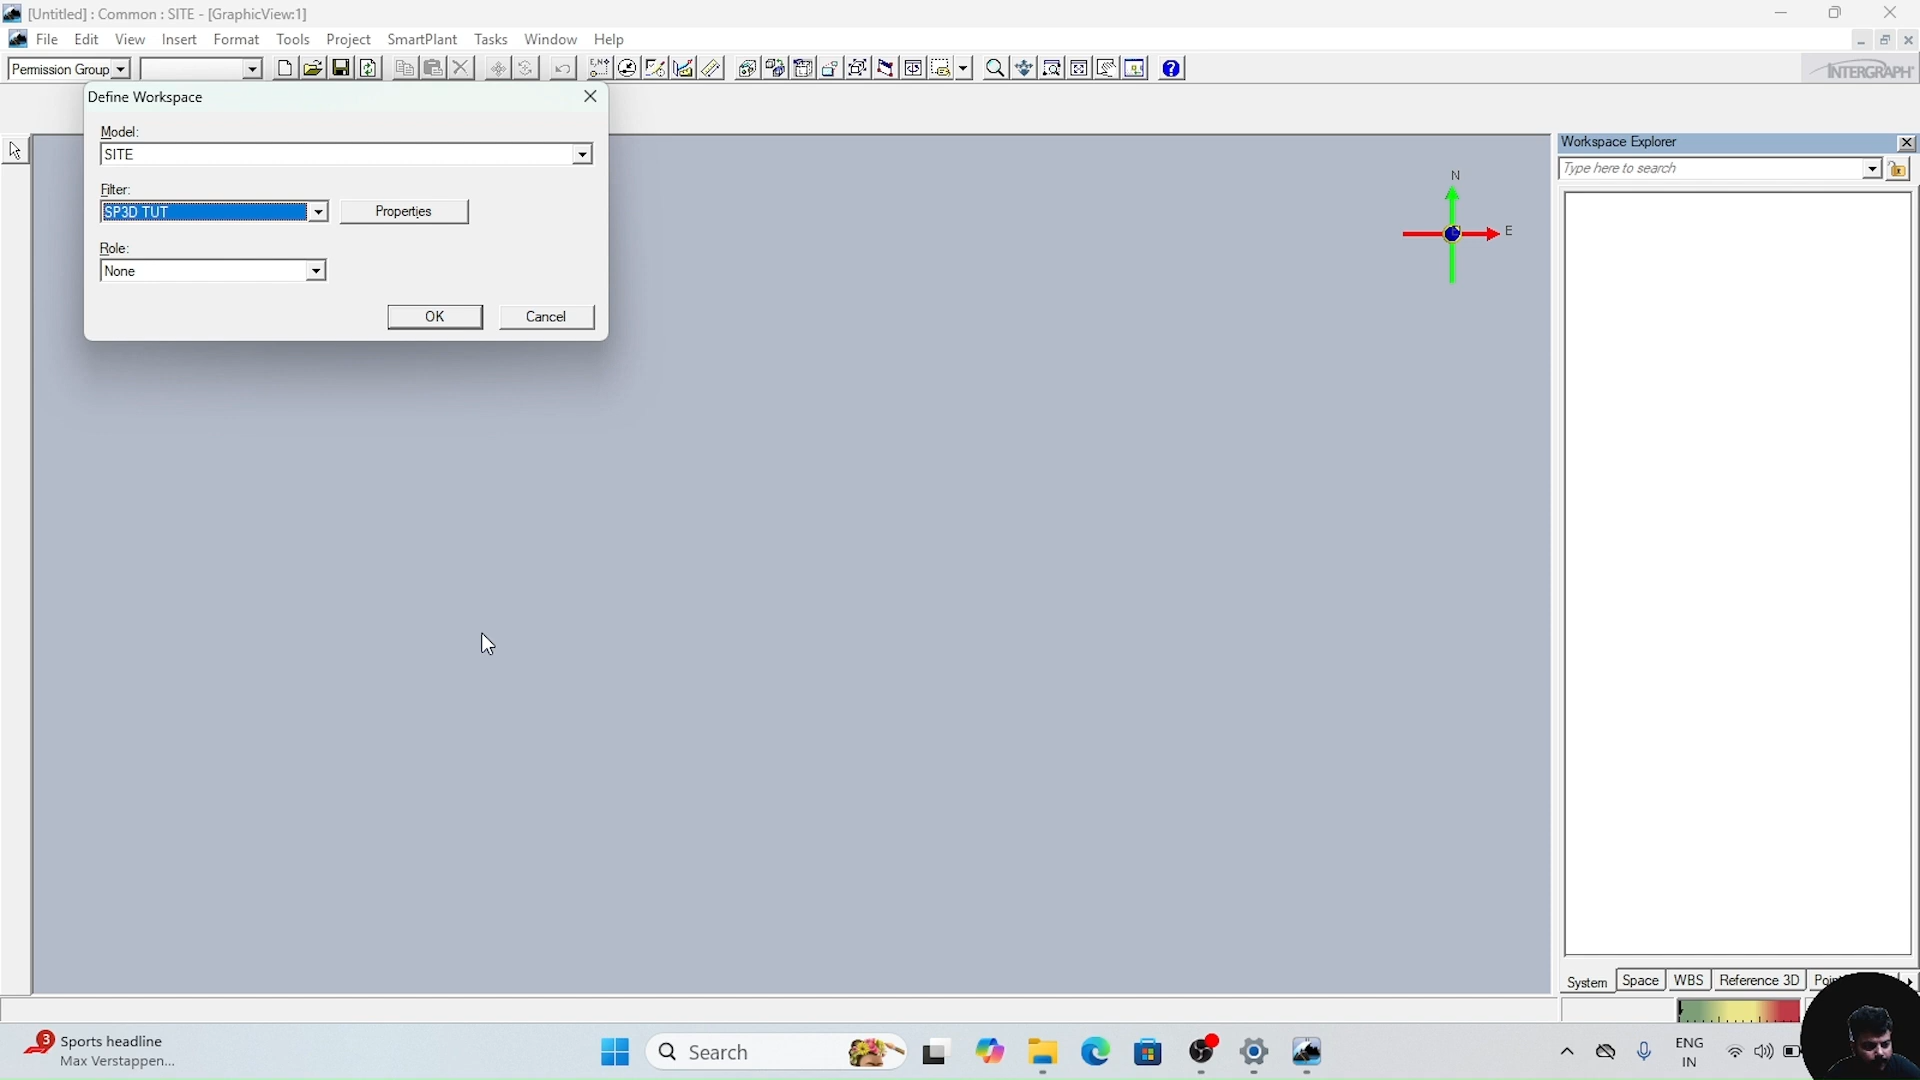 [Untitled] : Common : SITE - [GraphicView:1]
File Edit View Insert Format Tools Project SmartPlant Tasks Window Help
Permission Group
INTERGRAPH
Define Workspace
Model:
SITE
Filter:
SP3D TUT
Properties
Role:
None
OK Cancel
N
E
Workspace Explorer
Type here to search
System Space WBS Reference 3D
3
Sports headline
Max Verstappen...
Search
ENG
IN